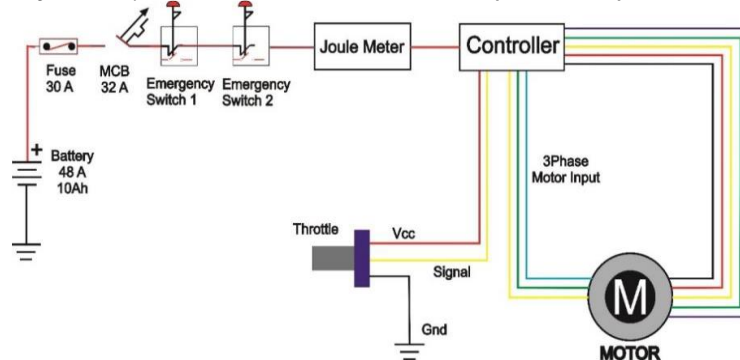 Fuse
30 A
MCB
32 A
Emergency
Switch 1
Emergency
Switch 2
Joule Meter
Controller
+
Battery
48 A
10Ah
3Phase
Motor Input
Throttle
Vcc
Signal
Gnd
M
MOTOR